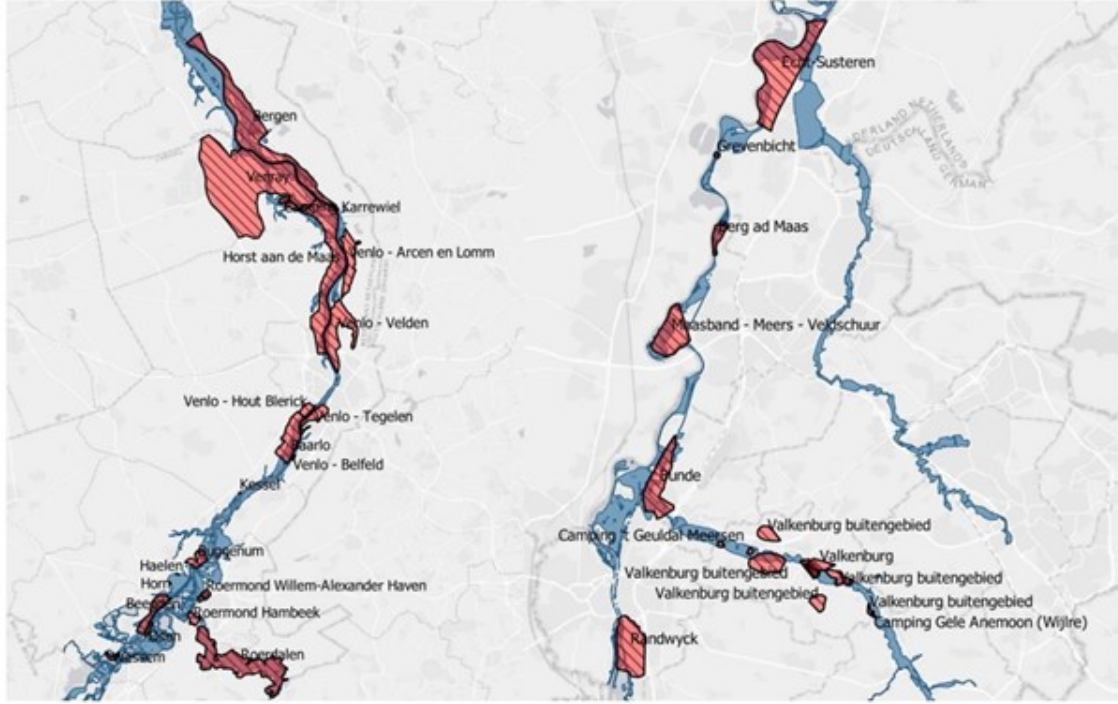 Bergen
Venray
Karrewiel
Horst aan de Maas
Venlo - Arcen en Lomm
Venlo - Velden
Venlo - Hout Blerick
Venlo - Tegelen
Baarlo
Venlo - Belfeld
Kessel
Buggenum
Haelen
Horn
Roermond Willem-Alexander Haven
Roermond Hambeek
Roerdalen
Echt-Susteren
NETHERLANDS
DEUTSCHLAND GERMAN
Grevenbicht
Berg ad Maas
Maasband - Meers - Veldschuur
Bunde
Valkenburg buitengebied
Camping 't Geuldal Meerssen
Valkenburg
Valkenburg buitengebied
Valkenburg buitengebied
Valkenburg buitengebied
Valkenburg buitengebied
Camping Gele Anemoon (Wijlre)
Randwyck